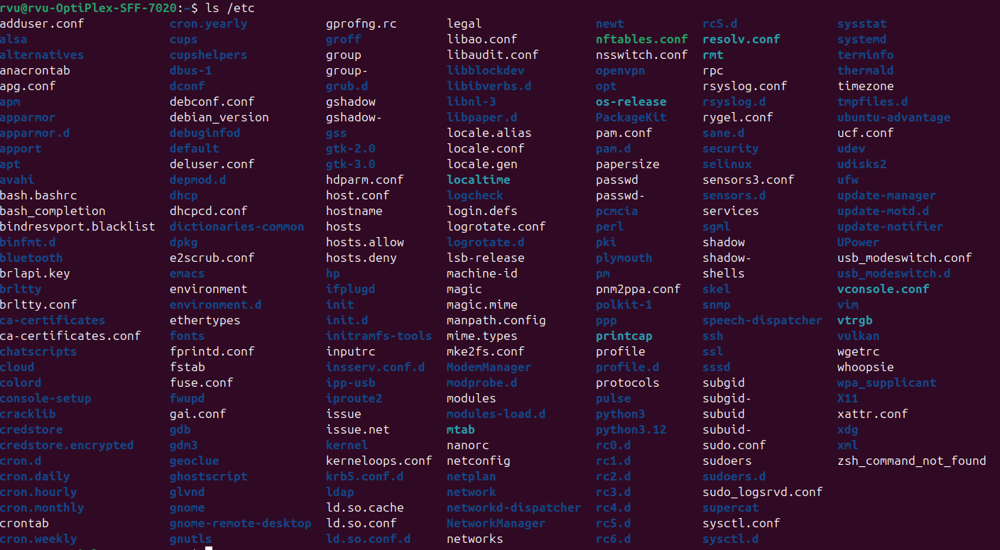 rvu@rvu-OptiPlex-SFF-7020:~$ ls /etc
adduser.conf cron.yearly gprofng.rc legal newt rcS.d sysstat
alsa cups groff libao.conf nftables.conf resolv.conf systemd
alternatives cupshelpers group libaudit.conf nsswitch.conf rmt terminfo
anacrontab dbus-1 group- libblockdev openvpn rpc thermald
apg.conf dconf grub.d libibverbs.d opt rsyslog.conf timezone
apm debconf.conf gshadow libnl-3 os-release rsyslog.d tmpfiles.d
apparmor debian_version gshadow- libpaper.d PackageKit rygel.conf ubuntu-advantage
apparmor.d debuginfod gss locale.alias pam.conf sane.d ucf.conf
apport default gtk-2.0 locale.conf pam.d security udev
apt deluser.conf gtk-3.0 locale.gen papersize selinux udisks2
avahi depmod.d hdparm.conf localtime passwd sensors3.conf ufw
bash.bashrc dhcp host.conf logcheck passwd- sensors.d update-manager
bash_completion dhcpcd.conf hostname login.defs pcmcia services update-motd.d
bindresvport.blacklist dictionaries-common hosts logrotate.conf perl sgml update-notifier
binfmt.d dpkg hosts.allow logrotate.d pki shadow UPower
bluetooth e2scrub.conf hosts.deny lsb-release plymouth shadow- usb_modeswitch.conf
brlapi.key emacs hp machine-id pm shells usb_modeswitch.d
brltty environment ifplugd magic pnm2ppa.conf skel vconsole.conf
brltty.conf environment.d init magic.mime polkit-1 snmp vim
ca-certificates ethertypes init.d manpath.config ppp speech-dispatcher vtrgb
ca-certificates.conf fonts initramfs-tools mime.types printcap ssh vulkan
chatscripts fprintd.conf inputrc mke2fs.conf profile ssl wgetrc
cloud fstab insserv.conf.d ModemManager profile.d sssd whoopsie
colord fuse.conf ipp-usb modprobe.d protocols subgid wpa_supplicant
console-setup fwupd iproute2 modules pulse subgid- X11
cracklib gai.conf issue modules-load.d python3 subuid xattr.conf
credstore gdb issue.net mtab python3.12 subuid- xdg
credstore.encrypted gdm3 kernel nanorc rc0.d sudo.conf xml
cron.d geoclue kerneloops.conf netconfig rc1.d sudoers zsh_command_not_found
cron.daily ghostscript krb5.conf.d netplan rc2.d sudoers.d
cron.hourly glvnd ldap network rc3.d sudo_logsrvd.conf
cron.monthly gnome ld.so.cache networkd-dispatcher rc4.d supercat
crontab gnome-remote-desktop ld.so.conf NetworkManager rc5.d sysctl.conf
cron.weekly gnutls ld.so.conf.d networks rc6.d sysctl.d